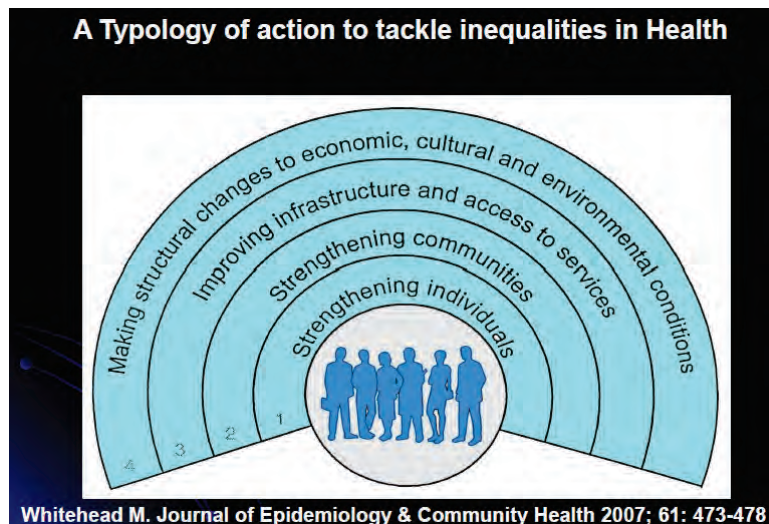 A Typology of action to tackle inequalities in Health
Making structural changes to economic, cultural and environmental conditions
Improving infrastructure and access to services
Strengthening communities
Strengthening individuals
4
3
2
1
Whitehead M. Journal of Epidemiology & Community Health 2007; 61: 473-478